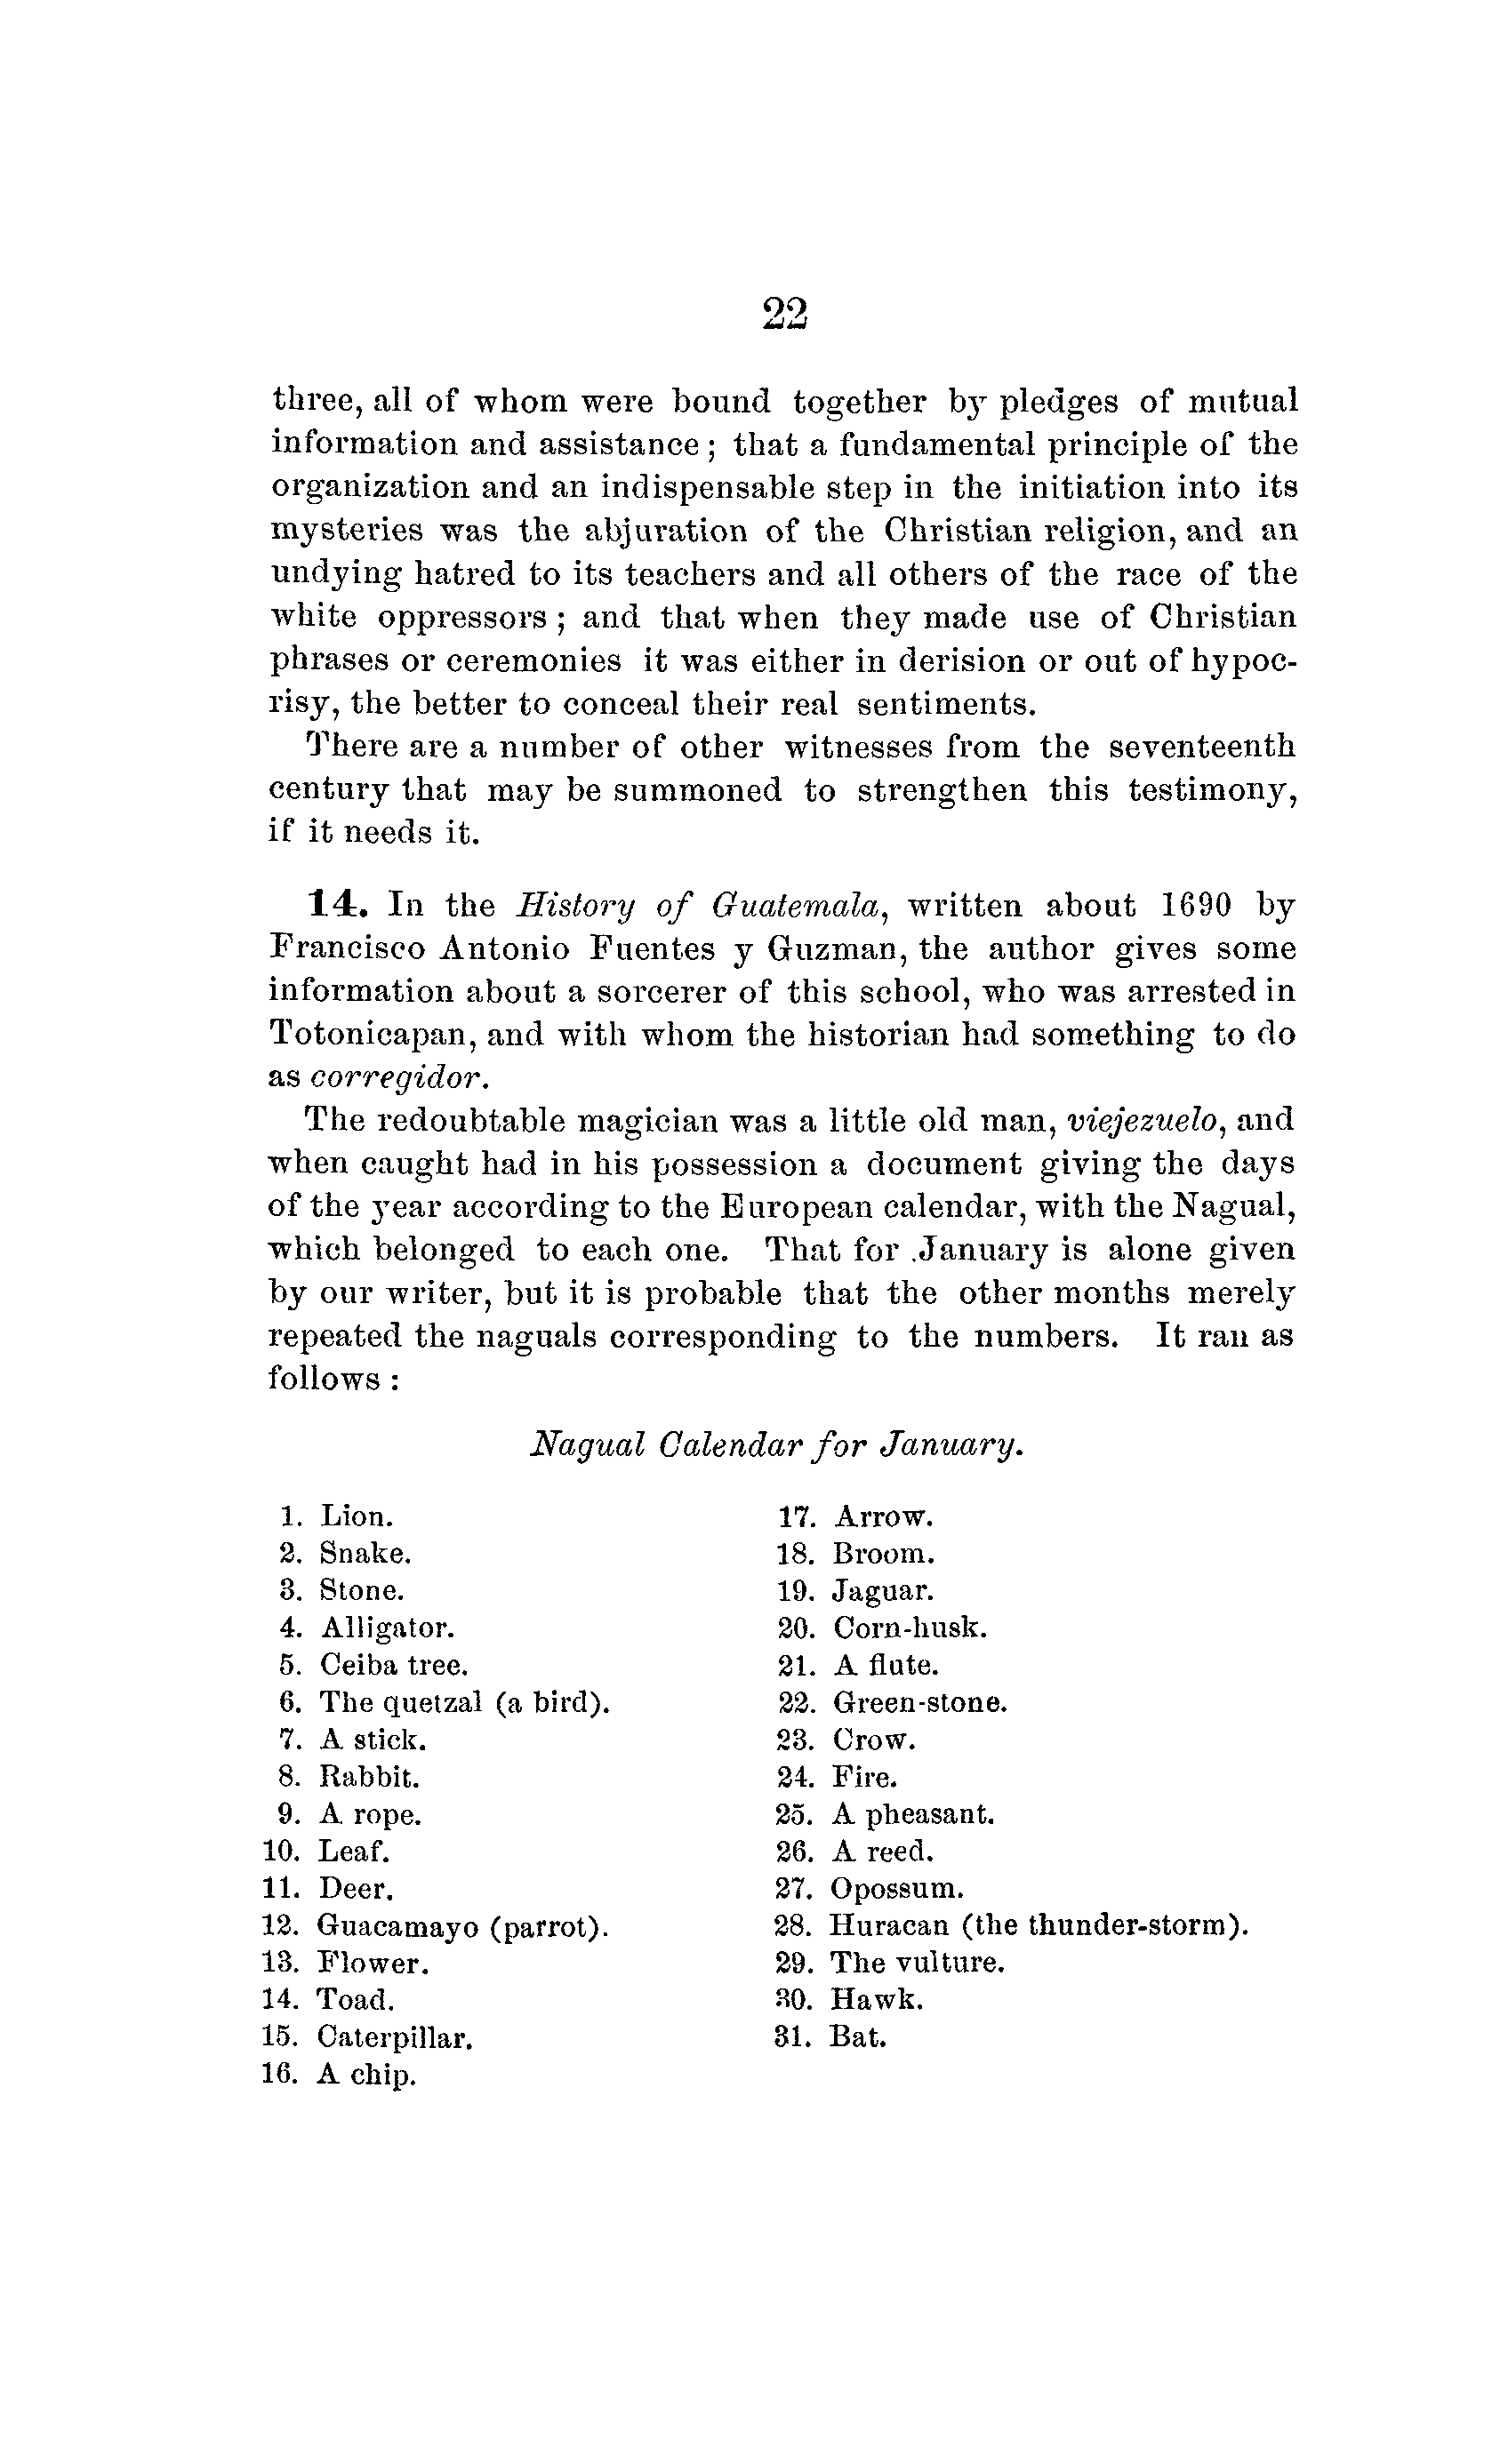 22
three, all of whom were bound together by pledges of mutual
information and assistance; that a fundamental principle of the
organization and an indispensable step in the initiation into its
mysteries was the abjuration of the Christian religion, and an
undying hatred to its teachers and all others of the race of the
white oppressors; and that when they made use of Christian
phrases or ceremonies it was either in derision or out of hypoc-
risy, the better to conceal their real sentiments.
There are a number of other witnesses from the seventeenth
century that may be summoned to strengthen this testimony,
if it needs it.
14. In the History of Guatemala, written about 1690 by
Francisco Antonio Fuentes y Guzman, the author gives some
information about a sorcerer of this school, who was arrested in
Totonicapan, and with whom the historian had something to do
as corregidor.
The redoubtable magician was a little old man, viejezuelo, and
when caught had in his possession a document giving the days
of the year according to the European calendar, with the Nagual,
which belonged to each one. That for January is alone given
by our writer, but it is probable that the other months merely
repeated the naguals corresponding to the numbers. It ran as
follows:
Nagual Calendar for January.
1. Lion.
2. Snake.
3. Stone.
4. Alligator.
5. Ceiba tree.
6. The quetzal (a bird).
7. A stick.
8. Rabbit.
9. A rope.
10. Leaf.
11. Deer.
12. Guacamayo (parrot).
13. Flower.
14. Toad.
15. Caterpillar.
16. A chip.
17. Arrow.
18. Broom.
19. Jaguar.
20. Corn-husk.
21. A flute.
22. Green-stone.
23. Crow.
24. Fire.
25. A pheasant.
26. A reed.
27. Opossum.
28. Huracan (the thunder-storm).
29. The vulture.
30. Hawk.
31. Bat.